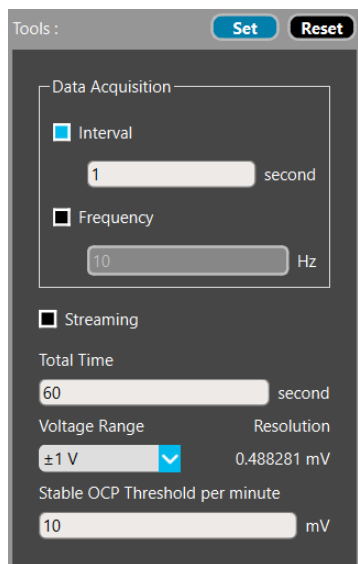 Tools : Set Reset
Data Acquisition
Interval
1 second
Frequency
10 Hz
Streaming
Total Time
60 second
Voltage Range Resolution
±1 V 0.488281 mV
Stable OCP Threshold per minute
10 mV